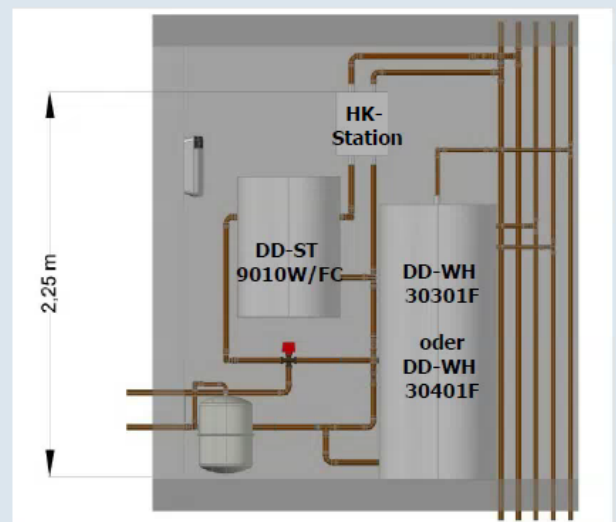 HK-
Station
2,25 m
DD-ST
9010W/FC
DD-WH
30301F
oder
DD-WH
30401F